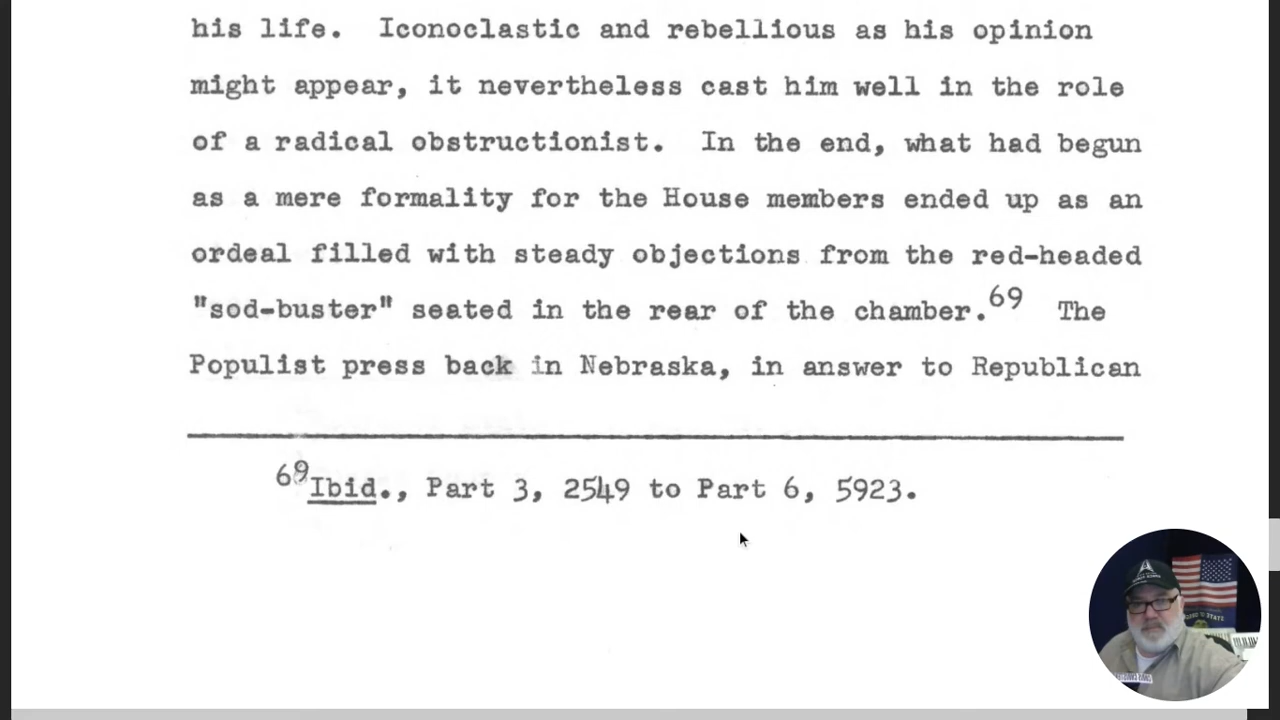 his life. Iconoclastic and rebellious as his opinion
might appear, it nevertheless cast him well in the role
of a radical obstructionist. In the end, what had begun
as a mere formality for the House members ended up as an
ordeal filled with steady objections from the red-headed
"sod-buster" seated in the rear of the chamber.69 The
Populist press back in Nebraska, in answer to Republican
69Ibid., Part 3, 2549 to Part 6, 5923.